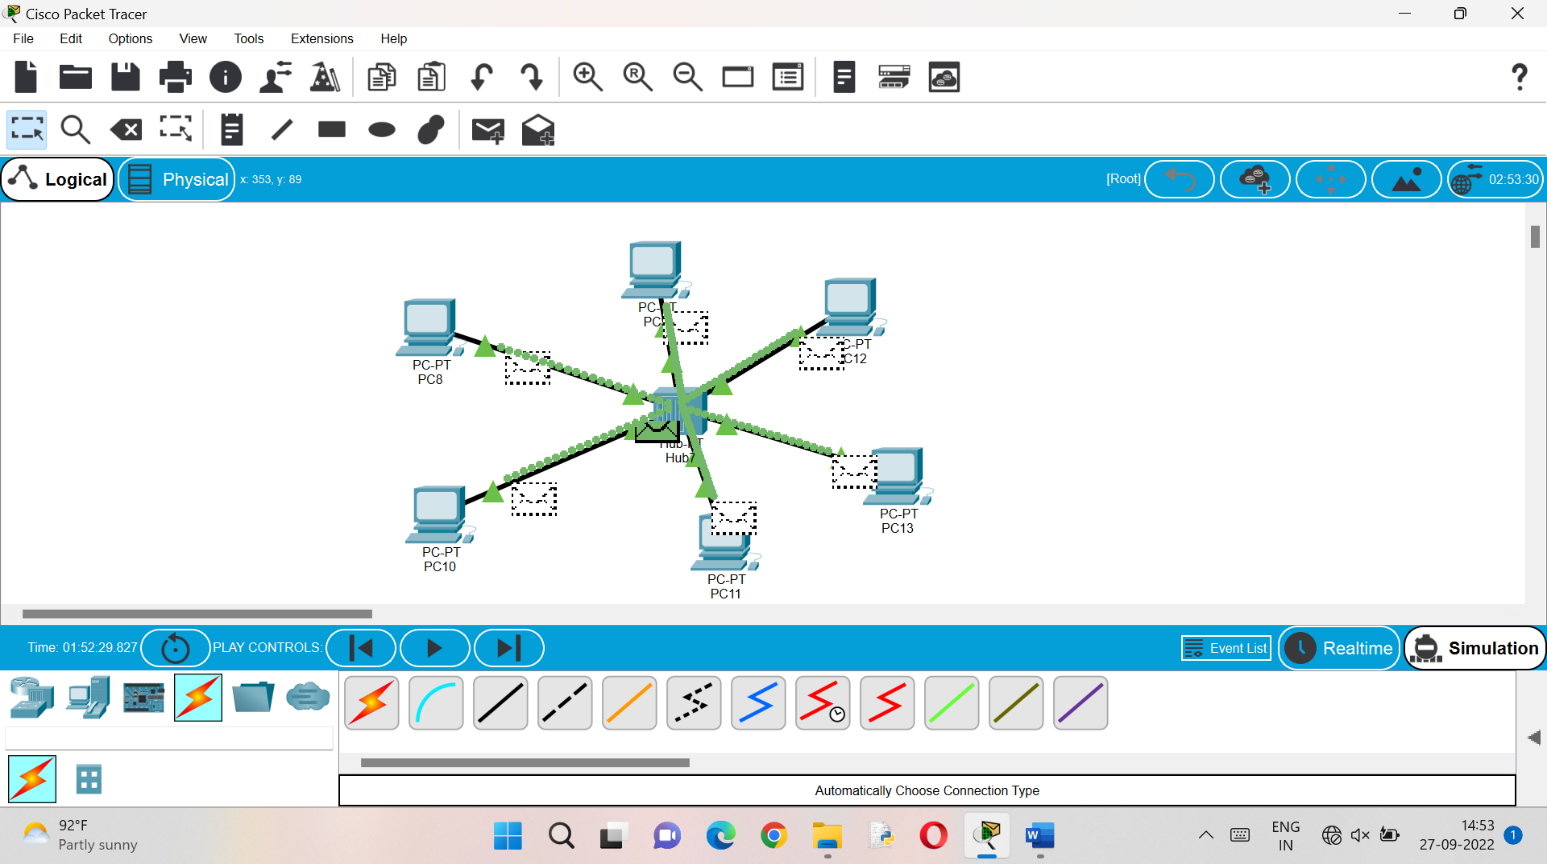 Cisco Packet Tracer
File Edit Options View Tools Extensions Help
Logical
Physical
x: 353, y: 89
[Root]
02:53:30
PC-PT
PC8
C-PT
C12
Hub7
PC-PT
PC13
PC-PT
PC10
PC-PT
PC11
Time: 01:52:29.827
PLAY CONTROLS:
Event List
Realtime
Simulation
Automatically Choose Connection Type
92°F
Partly sunny
ENG
IN
14:53
27-09-2022
1